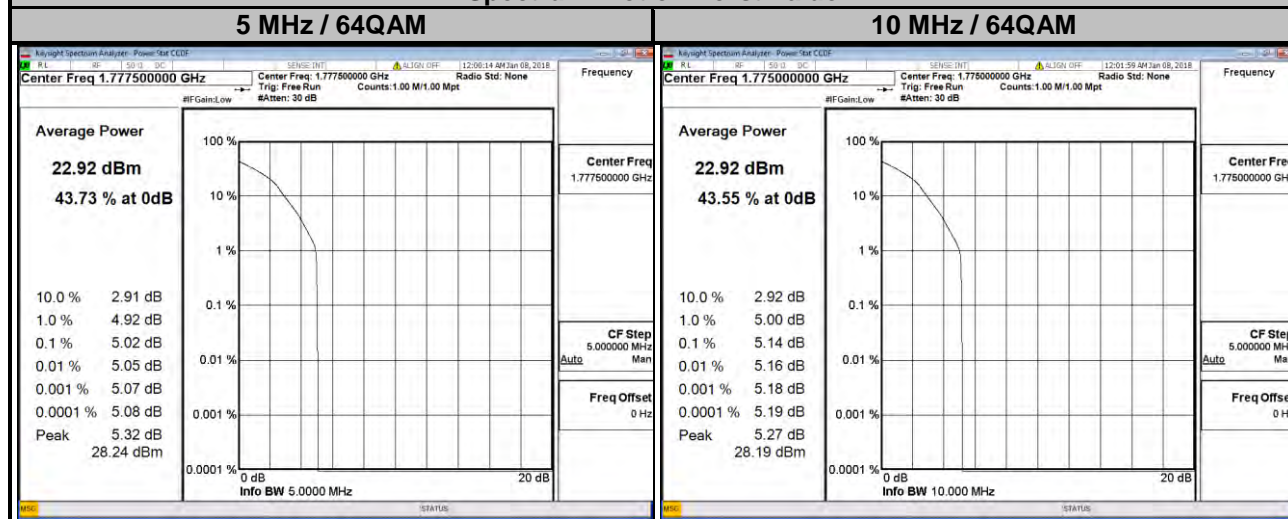 5 MHz / 64QAM
10 MHz / 64QAM
Keysight Spectrum Analyzer - Power Stat CCDF
RL RF 50 Ω DC SENSE:INT ALIGN OFF 12:00:14 AM Jan 08, 2018
Center Freq 1.777500000 GHz
Center Freq: 1.777500000 GHz
Radio Std: None
Trig: Free Run
Counts:1.00 M/1.00 Mpt
#IFGain:Low
#Atten: 30 dB
Average Power
22.92 dBm
43.73 % at 0dB
10.0 % 2.91 dB
1.0 % 4.92 dB
0.1 % 5.02 dB
0.01 % 5.05 dB
0.001 % 5.07 dB
0.0001 % 5.08 dB
Peak 5.32 dB
28.24 dBm
100 %
10 %
1 %
0.1 %
0.01 %
0.001 %
0.0001 %
0 dB
20 dB
Info BW 5.0000 MHz
Frequency
Center Freq
1.777500000 GHz
CF Step
5.000000 MHz
Auto Man
Freq Offset
0 Hz
MSG
STATUS
Keysight Spectrum Analyzer - Power Stat CCDF
RL RF 50 Ω DC SENSE:INT ALIGN OFF 12:01:59 AM Jan 08, 2018
Center Freq 1.775000000 GHz
Center Freq: 1.775000000 GHz
Radio Std: None
Trig: Free Run
Counts:1.00 M/1.00 Mpt
#IFGain:Low
#Atten: 30 dB
Average Power
22.92 dBm
43.55 % at 0dB
10.0 % 2.92 dB
1.0 % 5.00 dB
0.1 % 5.14 dB
0.01 % 5.16 dB
0.001 % 5.18 dB
0.0001 % 5.19 dB
Peak 5.27 dB
28.19 dBm
100 %
10 %
1 %
0.1 %
0.01 %
0.001 %
0.0001 %
0 dB
20 dB
Info BW 10.000 MHz
Frequency
Center Fre
1.777500000 GH
CF Ste
5.000000 MH
Auto Ma
Freq Offse
0 H
MSG
STATUS